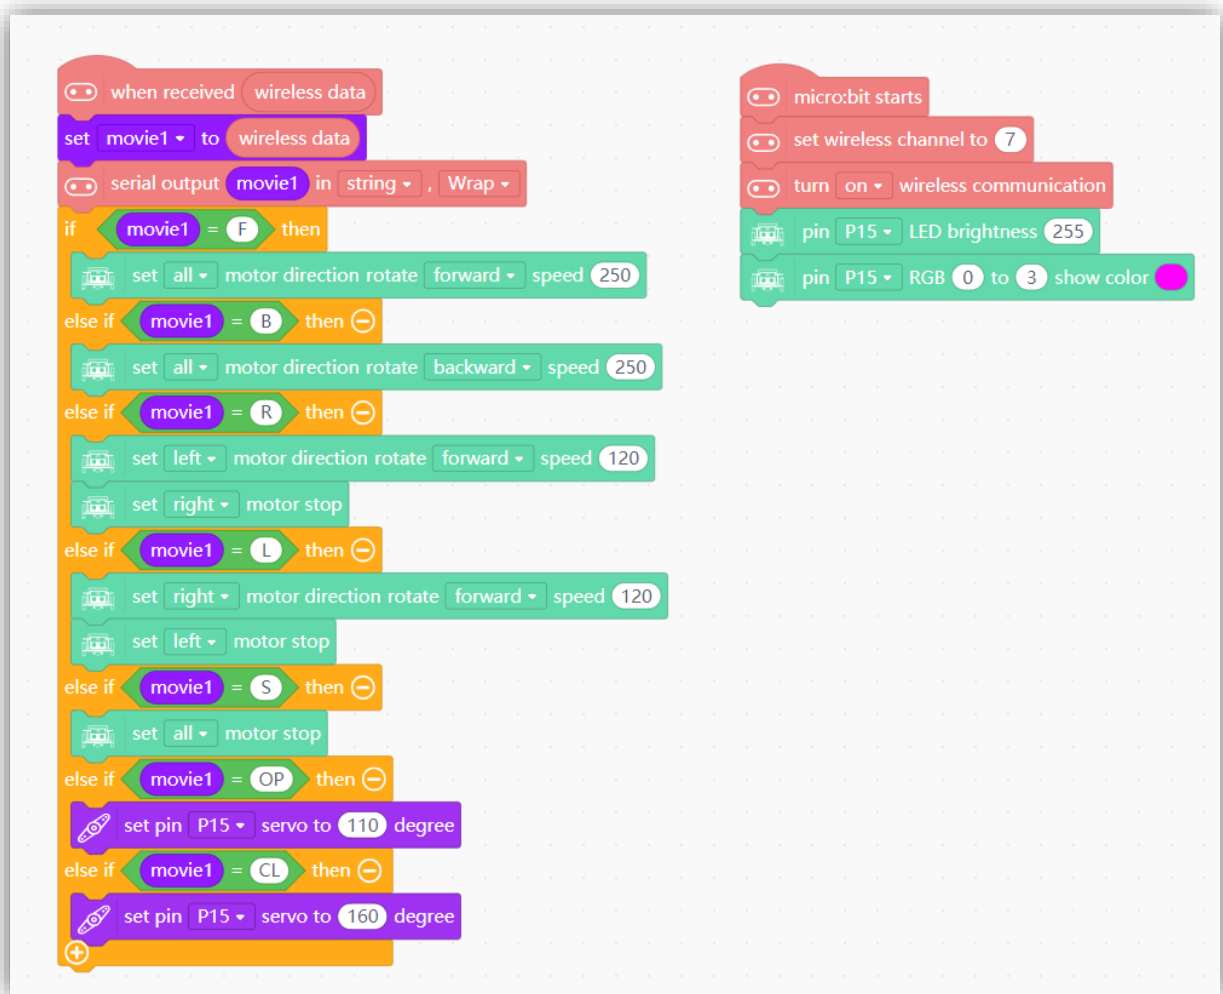 when received wireless data
set movie1 to wireless data
serial output movie1 in string , Wrap
if movie1 = F then
set all motor direction rotate forward speed 250
else if movie1 = B then
set all motor direction rotate backward speed 250
else if movie1 = R then
set left motor direction rotate forward speed 120
set right motor stop
else if movie1 = L then
set right motor direction rotate forward speed 120
set left motor stop
else if movie1 = S then
set all motor stop
else if movie1 = OP then
set pin P15 servo to 110 degree
else if movie1 = CL then
set pin P15 servo to 160 degree
micro:bit starts
set wireless channel to 7
turn on wireless communication
pin P15 LED brightness 255
pin P15 RGB 0 to 3 show color